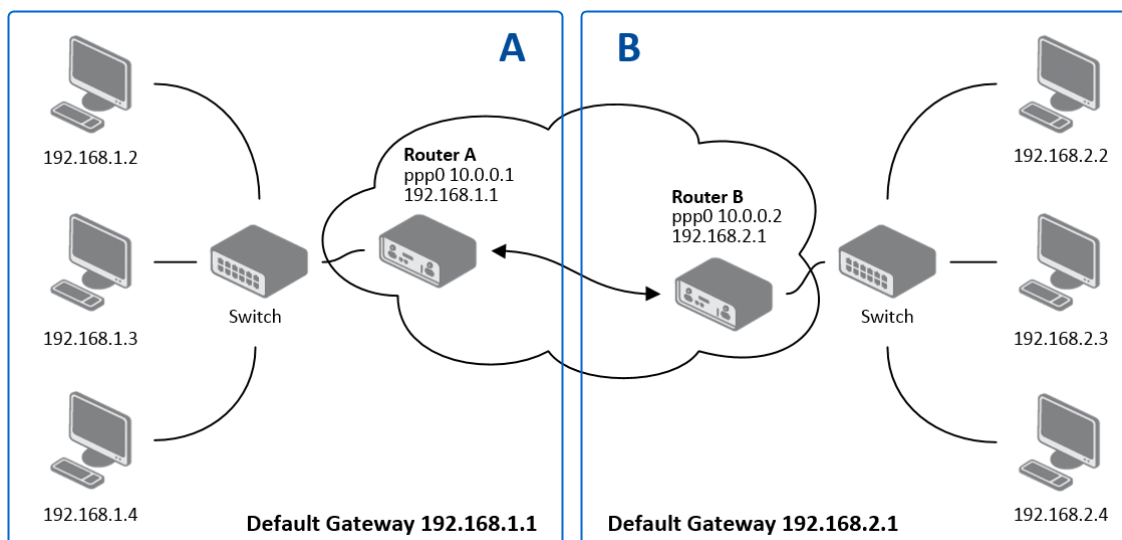 A
B
192.168.1.2
192.168.1.3
192.168.1.4
Switch
Router A
ppp0 10.0.0.1
192.168.1.1
Default Gateway 192.168.1.1
Router B
ppp0 10.0.0.2
192.168.2.1
Switch
192.168.2.2
192.168.2.3
192.168.2.4
Default Gateway 192.168.2.1